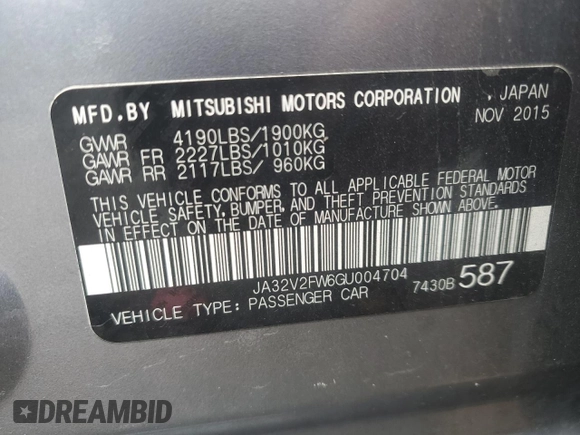 MFD.BY MITSUBISHI MOTORS CORPORATION , JAPAN
NOV 2015
GVWR 4190LBS/1900KG
GAWR FR 2227LBS/1010KG
GAWR RR 2117LBS/ 960KG
THIS VEHICLE CONFORMS TO ALL APPLICABLE FEDERAL MOTOR
VEHICLE SAFETY, BUMPER, AND THEFT PREVENTION STANDARDS
IN EFFECT ON THE DATE OF MANUFACTURE SHOWN ABOVE.
JA32V2FW6GU004704
7430B 587
VEHICLE TYPE: PASSENGER CAR
DREAMBID